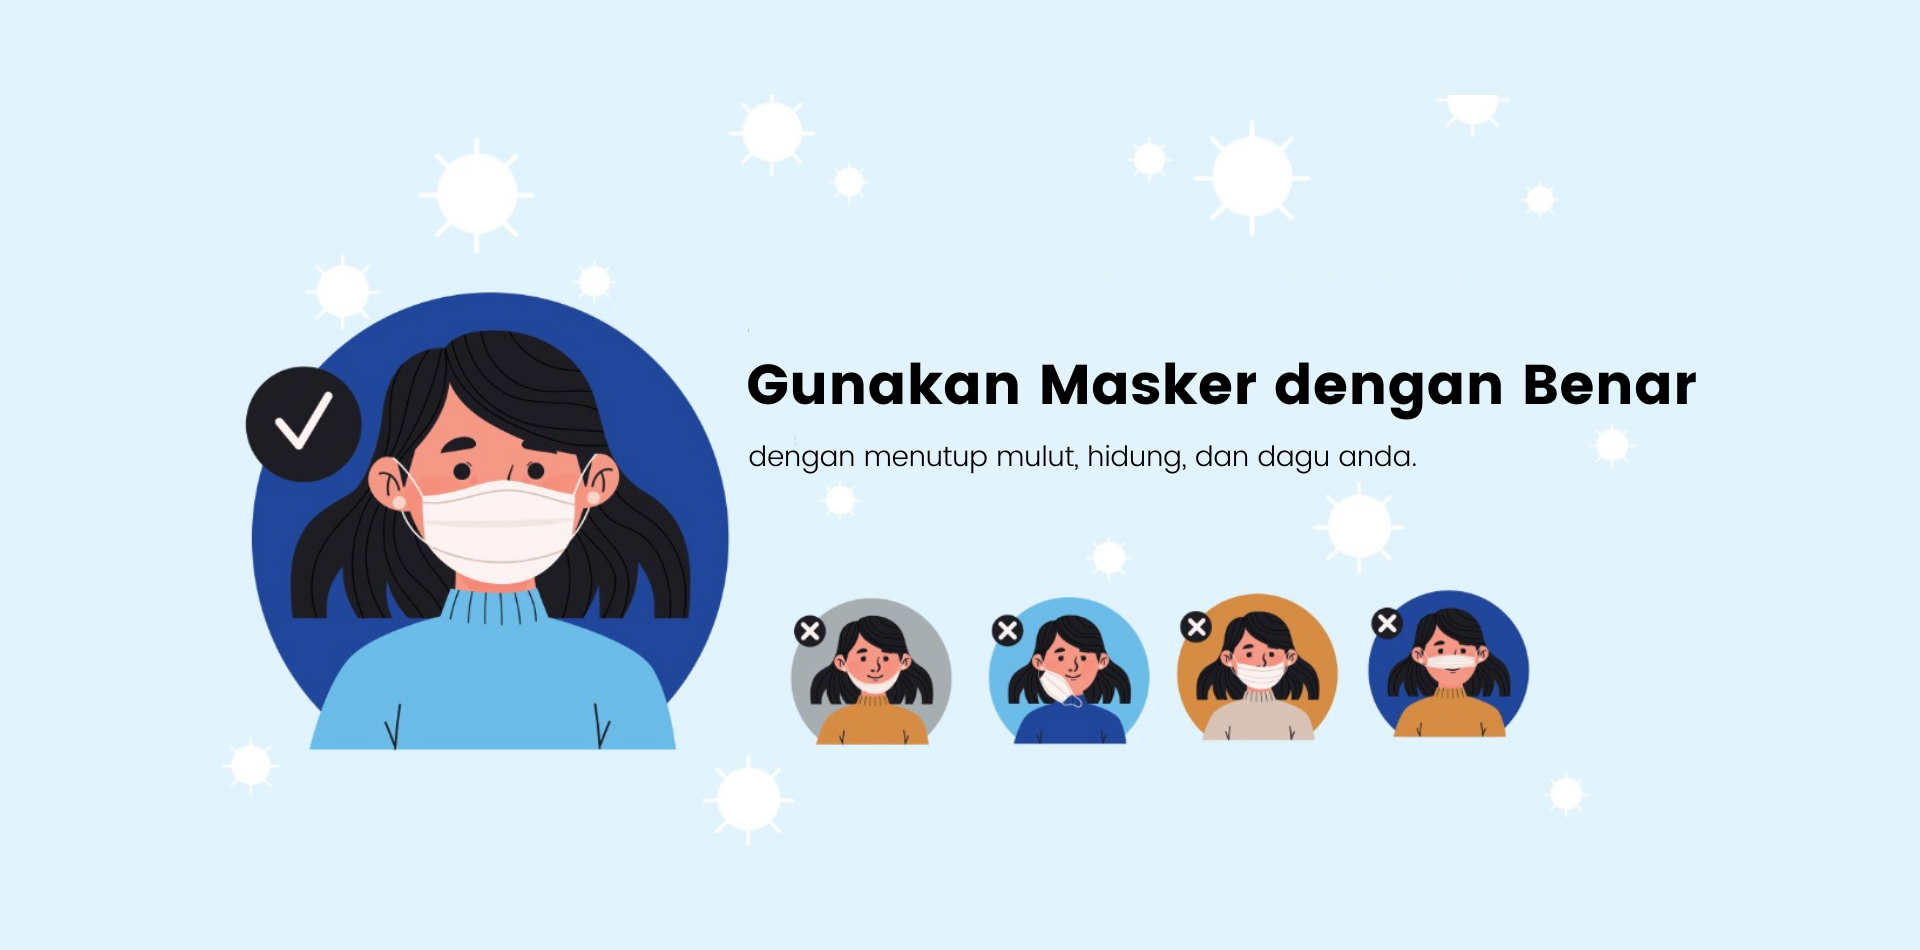 Gunakan Masker dengan Benar
dengan menutup mulut, hidung, dan dagu anda.